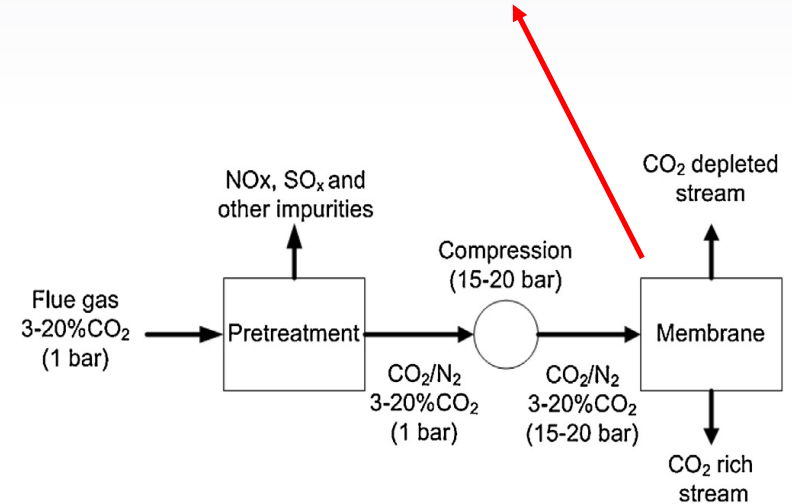 Flue gas
3-20%CO₂
(1 bar)
NOx, SOₓ and
other impurities
Pretreatment
CO₂/N₂
3-20%CO₂
(1 bar)
Compression
(15-20 bar)
CO₂/N₂
3-20%CO₂
(15-20 bar)
Membrane
CO₂ depleted
stream
CO₂ rich
stream